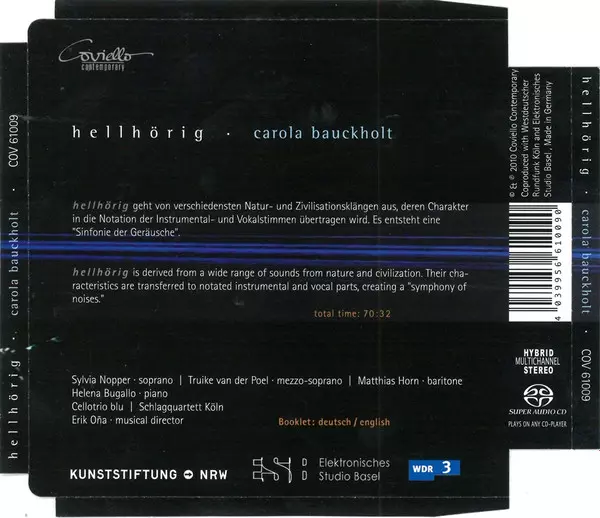 Coviello
contemporary
hellhörig · carola bauckholt
hellhörig geht von verschiedensten Natur- und Zivilisationsklängen aus, deren Charakter
in die Notation der Instrumental- und Vokalstimmen übertragen wird. Es entsteht eine
"Sinfonie der Geräusche".
hellhörig is derived from a wide range of sounds from nature and civilization. Their cha-
racteristics are transferred to notated instrumental and vocal parts, creating a "symphony of
noises."
total time: 70:32
Sylvia Nopper · soprano | Truike van der Poel · mezzo-soprano | Matthias Horn · baritone
Helena Bugallo · piano
Cellotrio blu | Schlagquartett Köln
Erik Oña · musical director
Booklet: deutsch / english
KUNSTSTIFTUNG NRW
Elektronisches
Studio Basel
WDR 3
hellhörig · carola bauckholt · COV 61009
℗ & © 2010 Coviello Contemporary
Coproduced with Westdeutscher
Rundfunk Köln and Elektronisches
Studio Basel, Made in Germany
4 039956 610090
HYBRID
MULTICHANNEL
STEREO
SUPER AUDIO CD
PLAYS ON ANY CD-PLAYER
hellhörig · carola bauckholt · COV 61009